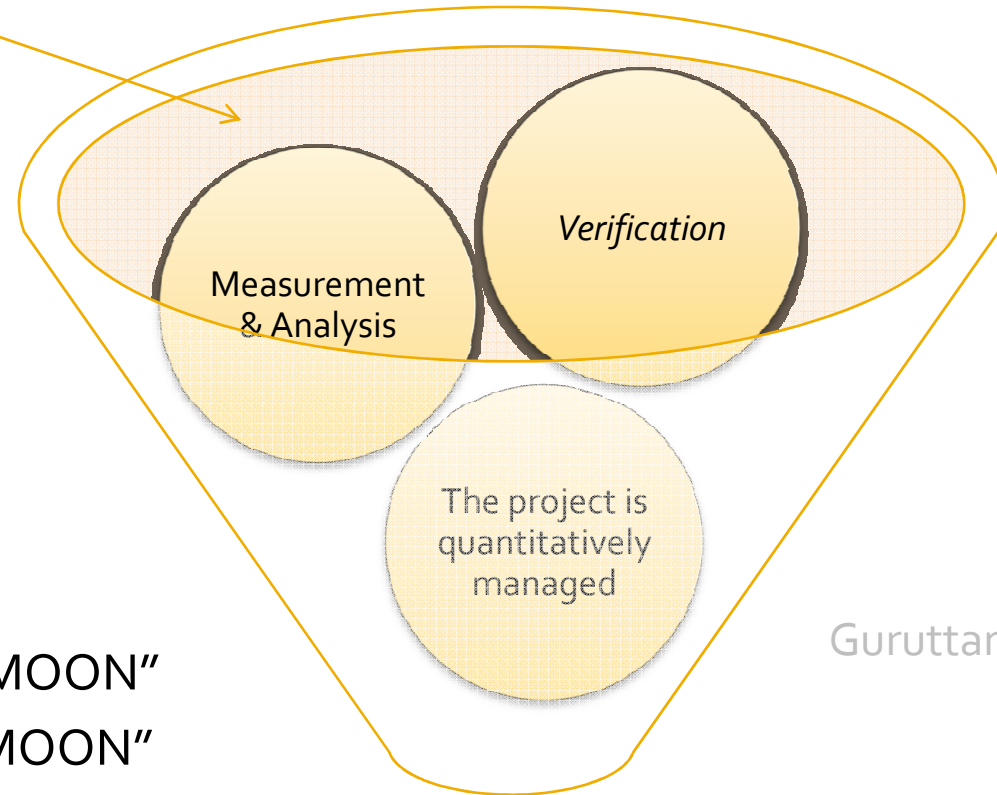 Verification
Measurement
& Analysis
The project is
quantitatively
managed
Guruttar
MOON”
MOON”